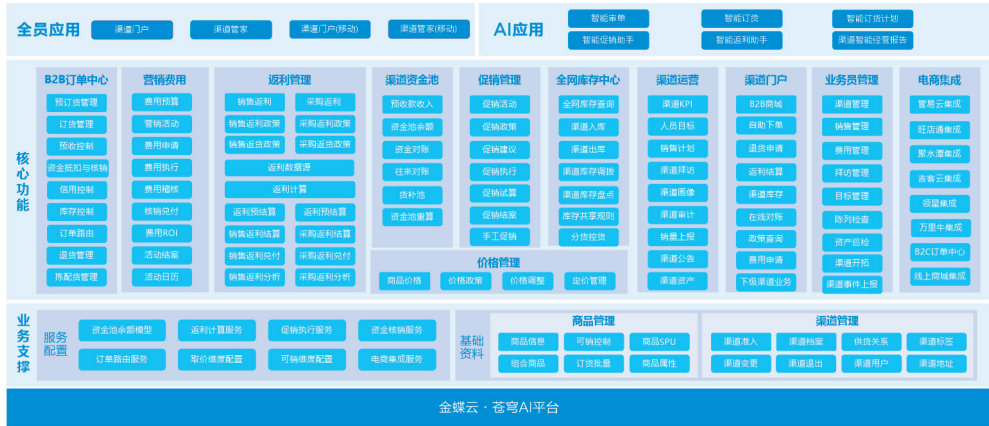 全员应用
渠道门户
渠道管家
渠道门户(移动)
渠道管家(移动)
AI应用
智能审单
智能订货
智能订货计划
智能促销助手
智能返利助手
渠道智能经营报告
核心功能
B2B订单中心
预订货管理
订货管理
预收控制
资金抵扣与核销
信用控制
库存控制
订单路由
退货管理
拣配货管理
营销费用
费用预算
营销活动
费用申请
费用执行
费用稽核
核销兑付
费用ROI
活动结案
活动日历
返利管理
销售返利
采购返利
销售返利政策
采购返利政策
销售返货政策
采购返货政策
返利数据源
返利计算
返利预结算
返利预结算
销售返利结算
采购返利结算
销售返利兑付
采购返利兑付
销售返利分析
采购返利分析
渠道资金池
预收款收入
资金池余额
资金对账
往来对账
货补池
资金池重算
促销管理
促销活动
促销政策
促销建议
促销执行
促销试算
促销结案
手工促销
全网库存中心
全网库存查询
渠道入库
渠道出库
渠道库存调拨
渠道库存盘点
库存共享规则
分货控货
价格管理
商品价格
价格政策
价格调整
定价管理
渠道运营
渠道KPI
人员目标
销售计划
渠道拜访
渠道画像
渠道审计
销量上报
渠道公告
渠道资产
渠道门户
B2B商城
自助下单
退货申请
返利结算
渠道库存
在线对账
政策查询
费用申请
下级渠道业务
业务员管理
渠道管理
销售管理
费用管理
拜访管理
目标管理
陈列检查
资产巡检
渠道开拓
渠道事件上报
电商集成
管易云集成
旺店通集成
聚水潭集成
吉客云集成
领星集成
万里牛集成
B2C订单中心
线上商城集成
业务支撑
服务配置
资金池余额模型
返利计算服务
促销执行服务
资金核销服务
订单路由服务
取价维度配置
可销维度配置
电商集成服务
基础资料
商品管理
商品信息
可销控制
商品SPU
组合商品
订货批量
商品属性
渠道管理
渠道准入
渠道档案
供货关系
渠道标签
渠道变更
渠道退出
渠道用户
渠道地址
金蝶云·苍穹AI平台